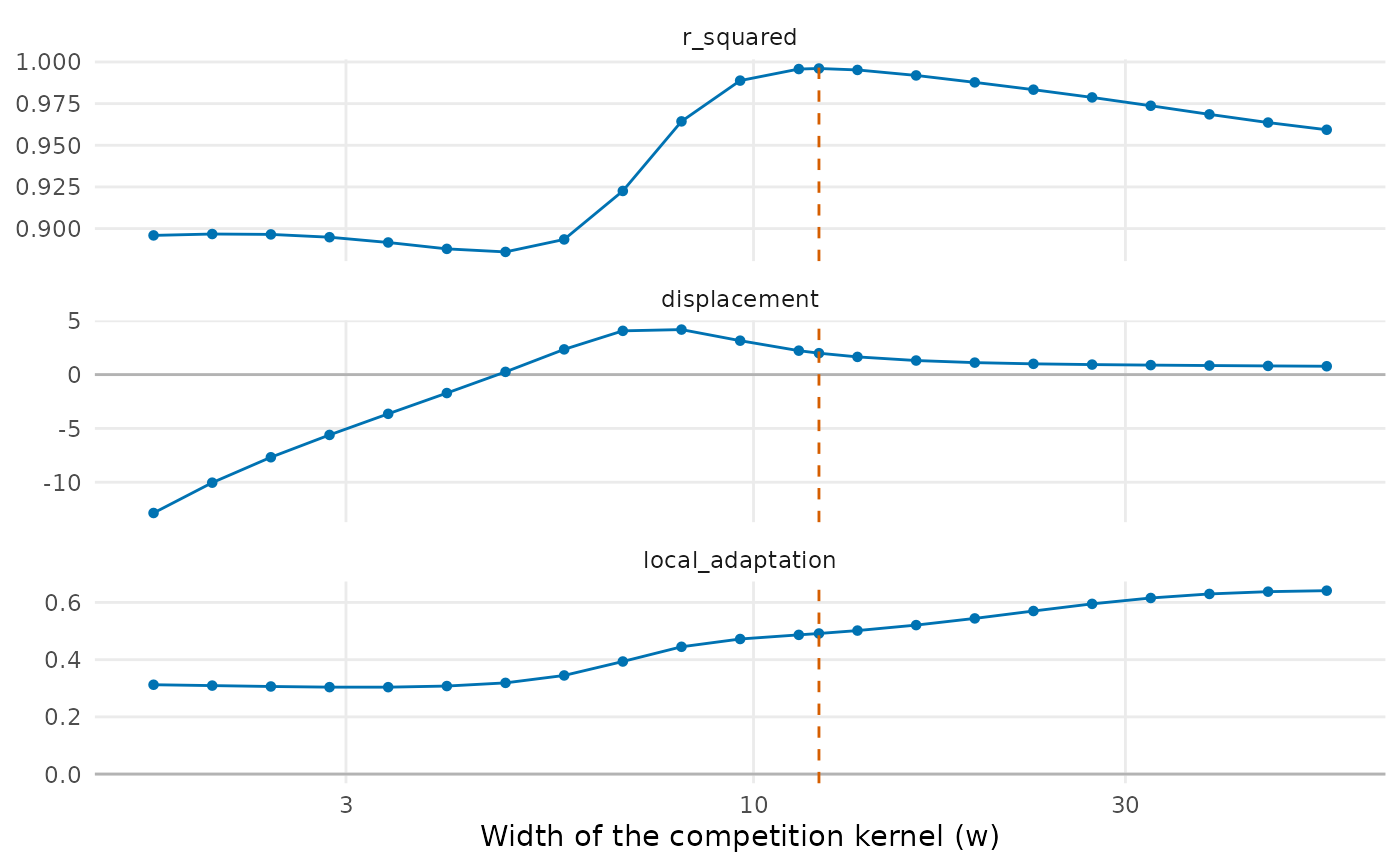 r_squared
1.000
0.975
0.950
0.925
0.900
displacement
5
0
-5
-10
local_adaptation
0.6
0.4
0.2
0.0
3 10 30
Width of the competition kernel (w)